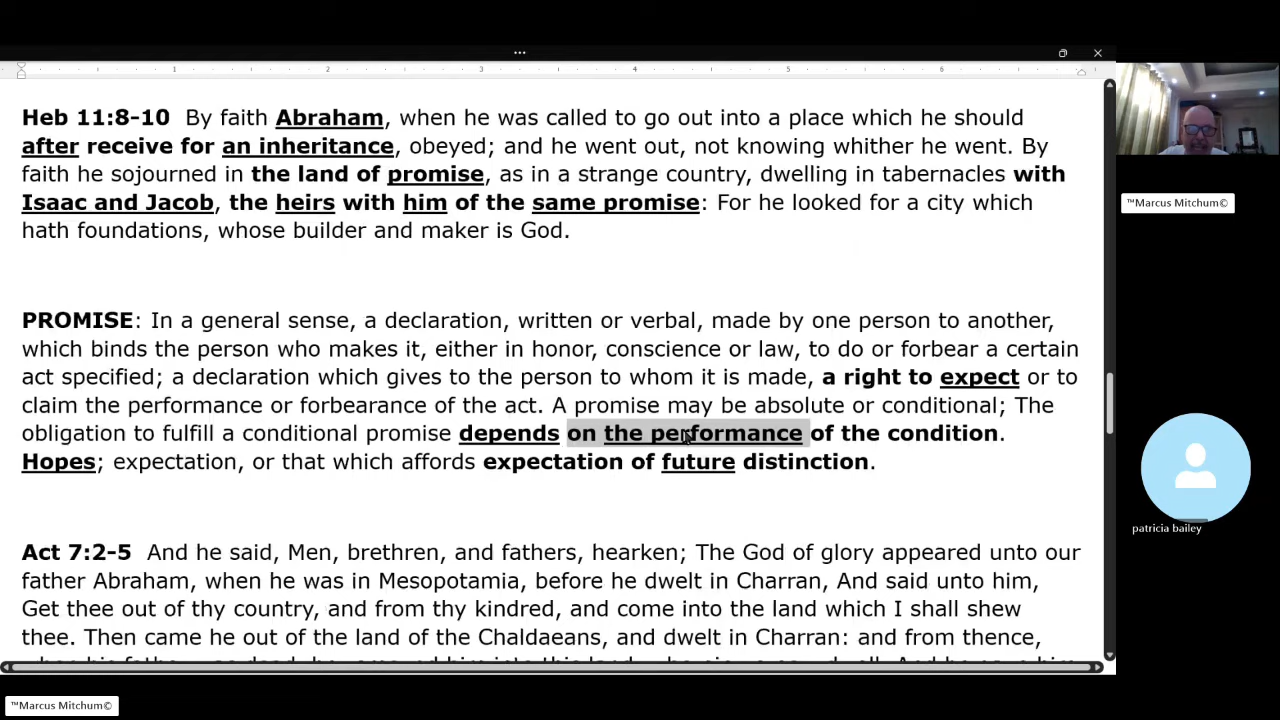 1 2 3 4 5 6
Heb 11:8-10 By faith Abraham, when he was called to go out into a place which he should
after receive for an inheritance, obeyed; and he went out, not knowing whither he went. By
faith he sojourned in the land of promise, as in a strange country, dwelling in tabernacles with
Isaac and Jacob, the heirs with him of the same promise: For he looked for a city which
hath foundations, whose builder and maker is God.
PROMISE: In a general sense, a declaration, written or verbal, made by one person to another,
which binds the person who makes it, either in honor, conscience or law, to do or forbear a certain
act specified; a declaration which gives to the person to whom it is made, a right to expect or to
claim the performance or forbearance of the act. A promise may be absolute or conditional; The
obligation to fulfill a conditional promise depends on the performance of the condition.
Hopes; expectation, or that which affords expectation of future distinction.
Act 7:2-5 And he said, Men, brethren, and fathers, hearken; The God of glory appeared unto our
father Abraham, when he was in Mesopotamia, before he dwelt in Charran, And said unto him,
Get thee out of thy country, and from thy kindred, and come into the land which I shall shew
thee. Then came he out of the land of the Chaldaeans, and dwelt in Charran: and from thence,
™Marcus Mitchum©
patricia bailey
™Marcus Mitchum©